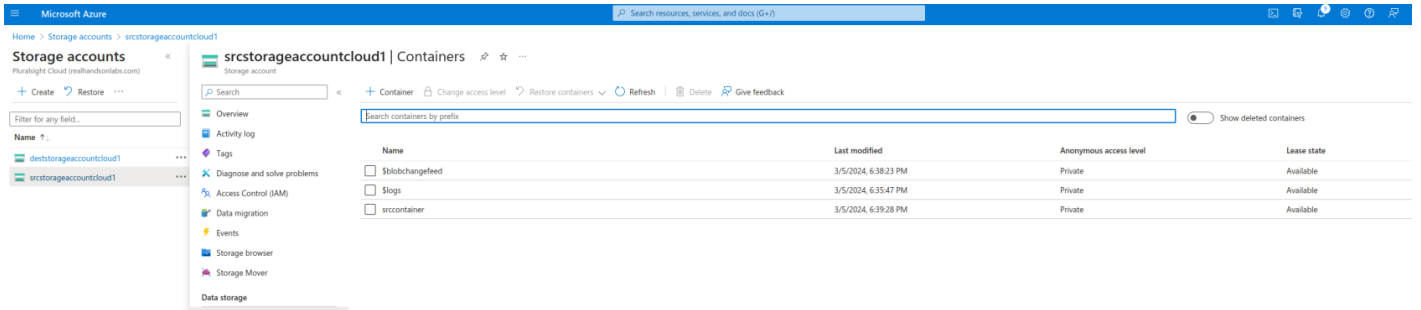 Microsoft Azure
Search resources, services, and docs (G+/)
5
Home > Storage accounts > srcstorageaccountcloud1
Storage accounts
Pluralsight Cloud (realhandsonlabs.com)
+ Create Restore ...
Filter for any field...
Name ↑
deststorageaccountcloud1 ...
srcstorageaccountcloud1 ...
srcstorageaccountcloud1 | Containers ...
Storage account
Search
Overview
Activity log
Tags
Diagnose and solve problems
Access Control (IAM)
Data migration
Events
Storage browser
Storage Mover
Data storage
+ Container Change access level Restore containers Refresh Delete Give feedback
Search containers by prefix
Show deleted containers
Name Last modified Anonymous access level Lease state
$blobchangefeed 3/5/2024, 6:38:23 PM Private Available
$logs 3/5/2024, 6:35:47 PM Private Available
srccontainer 3/5/2024, 6:39:28 PM Private Available